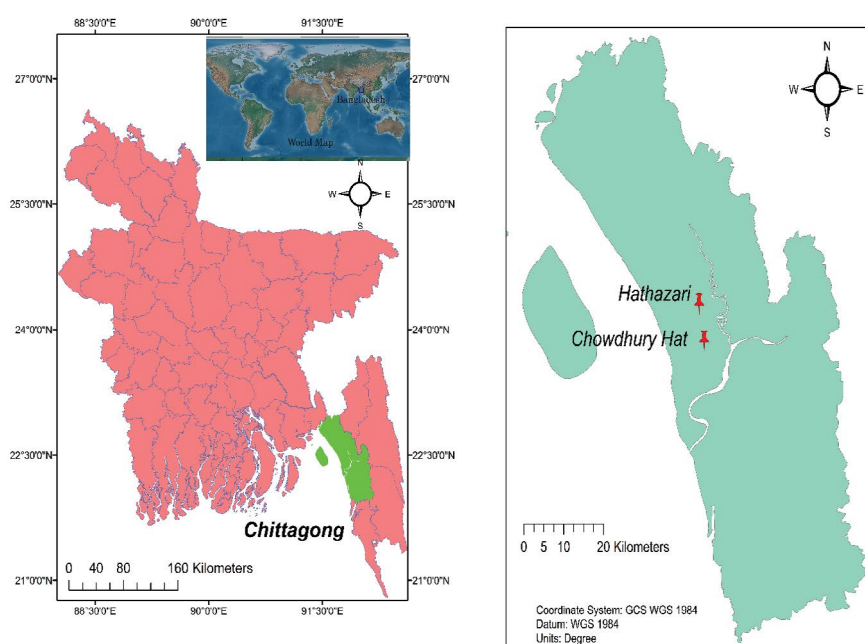 88°30'0"E 90°0'0"E 91°30'0"E
27°0'0"N
25°30'0"N
24°0'0"N
22°30'0"N
21°0'0"N
27°0'0"N
25°30'0"N
24°0'0"N
22°30'0"N
21°0'0"N
Bangladesh
World Map
N
W E
S
Chittagong
0 40 80 160 Kilometers
88°30'0"E 90°0'0"E 91°30'0"E
N
W E
S
Hathazari
Chowdhury Hat
0 5 10 20 Kilometers
Coordinate System: GCS WGS 1984
Datum: WGS 1984
Units: Degree